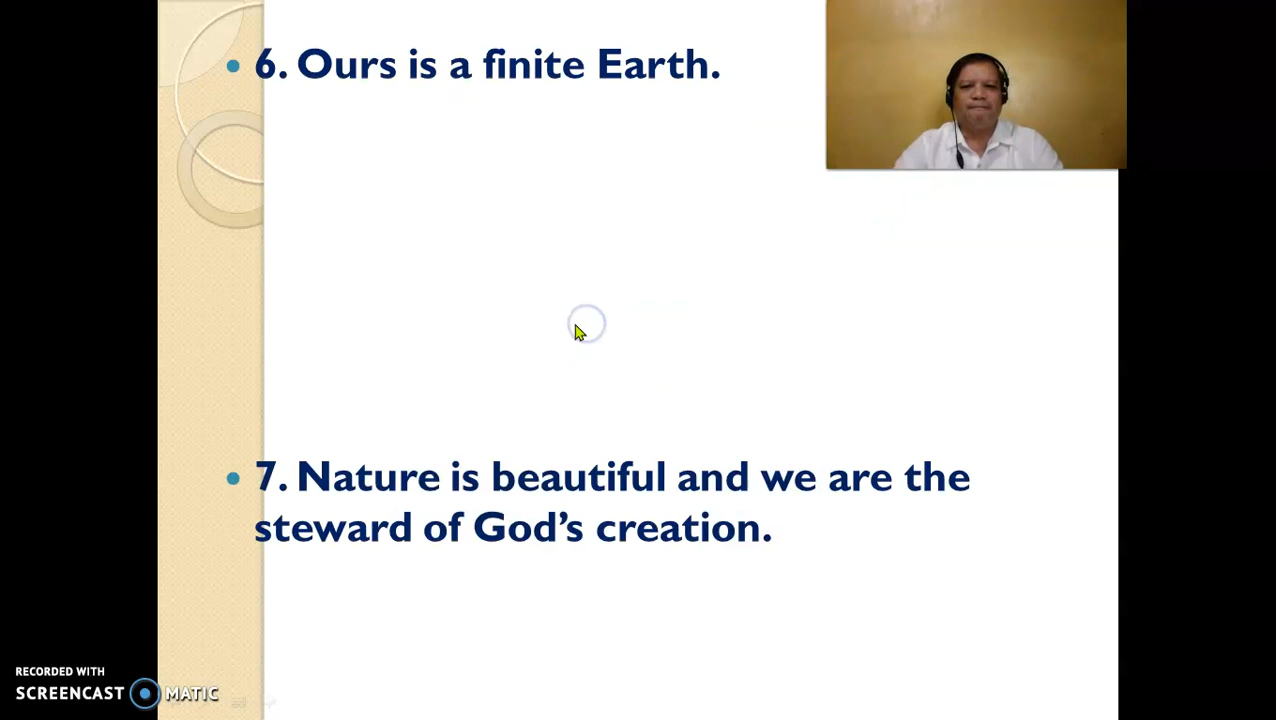 6. Ours is a finite Earth.
7. Nature is beautiful and we are the
steward of God’s creation.
RECORDED WITH
SCREENCAST MATIC